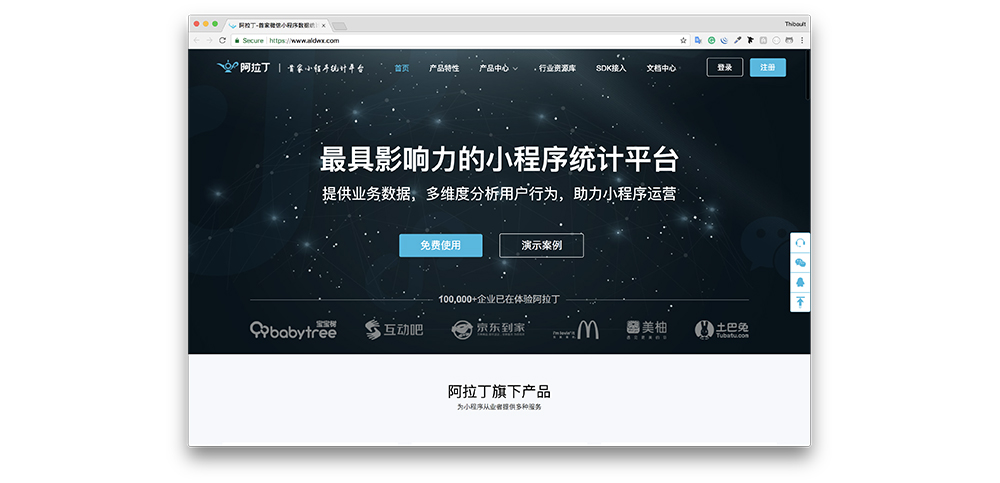 阿拉丁-首家微信小程序数据统计
Thibault
Secure https://www.aldwx.com
阿拉丁 | 首家小程序统计平台 首页 产品特性 产品中心 行业资源库 SDK接入 文档中心 登录 注册
最具影响力的小程序统计平台
提供业务数据，多维度分析用户行为，助力小程序运营
免费使用 演示案例
100,000+企业已在体验阿拉丁
babytree 宝宝树 互动吧 京东到家 i'm lovin' it 美柚 土巴兔 Tubatu.com
阿拉丁旗下产品
为小程序从业者提供多种服务